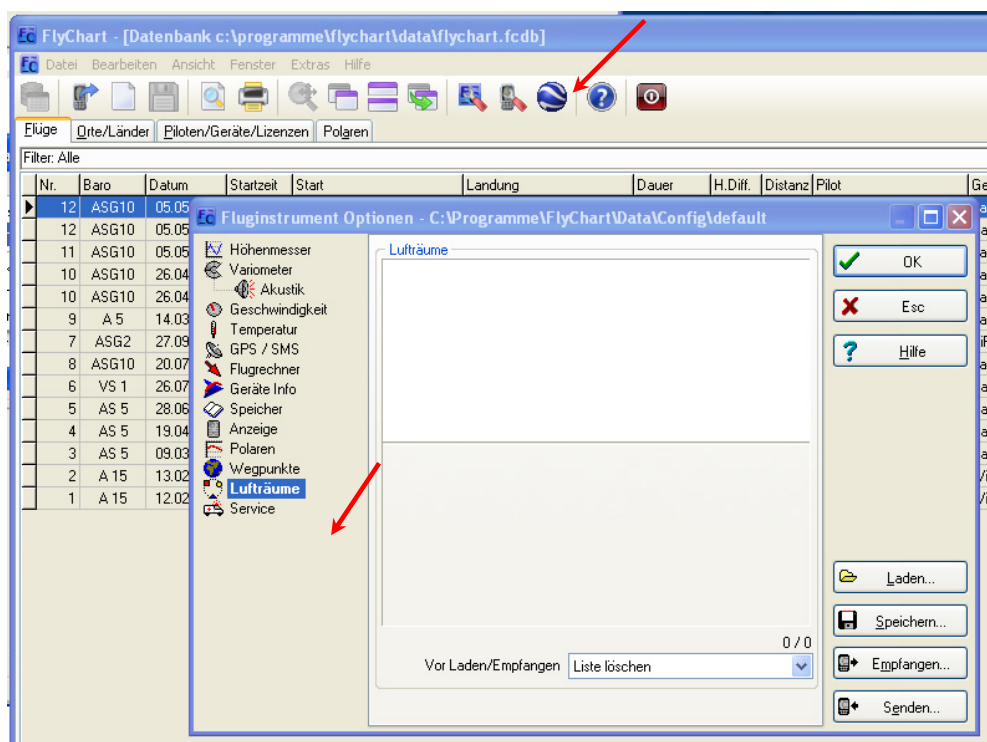 FlyChart - [Datenbank c:\programme\flychart\data\flychart.fcdb]
Datei Bearbeiten Ansicht Fenster Extras Hilfe
Flüge Orte/Länder Piloten/Geräte/Lizenzen Polaren
Filter: Alle
Nr. Baro Datum Startzeit Start Landung Dauer H.Diff. Distanz Pilot
12 ASG10 05.05
12 ASG10 05.05
11 ASG10 05.05
10 ASG10 26.04
10 ASG10 26.04
9 A 5 14.03
7 ASG2 27.09
8 ASG10 20.07
6 VS 1 26.07
5 AS 5 28.06
4 AS 5 19.04
3 AS 5 09.03
2 A 15 13.02
1 A 15 12.02
Fluginstrument Optionen - C:\Programme\FlyChart\Data\Config\default
Höhenmesser
Variometer
Akustik
Geschwindigkeit
Temperatur
GPS / SMS
Flugrechner
Geräte Info
Speicher
Anzeige
Polaren
Wegpunkte
Lufträume
Service
Lufträume
0 / 0
Vor Laden/Empfangen Liste löschen
OK
Esc
Hilfe
Laden...
Speichern...
Empfangen...
Senden...